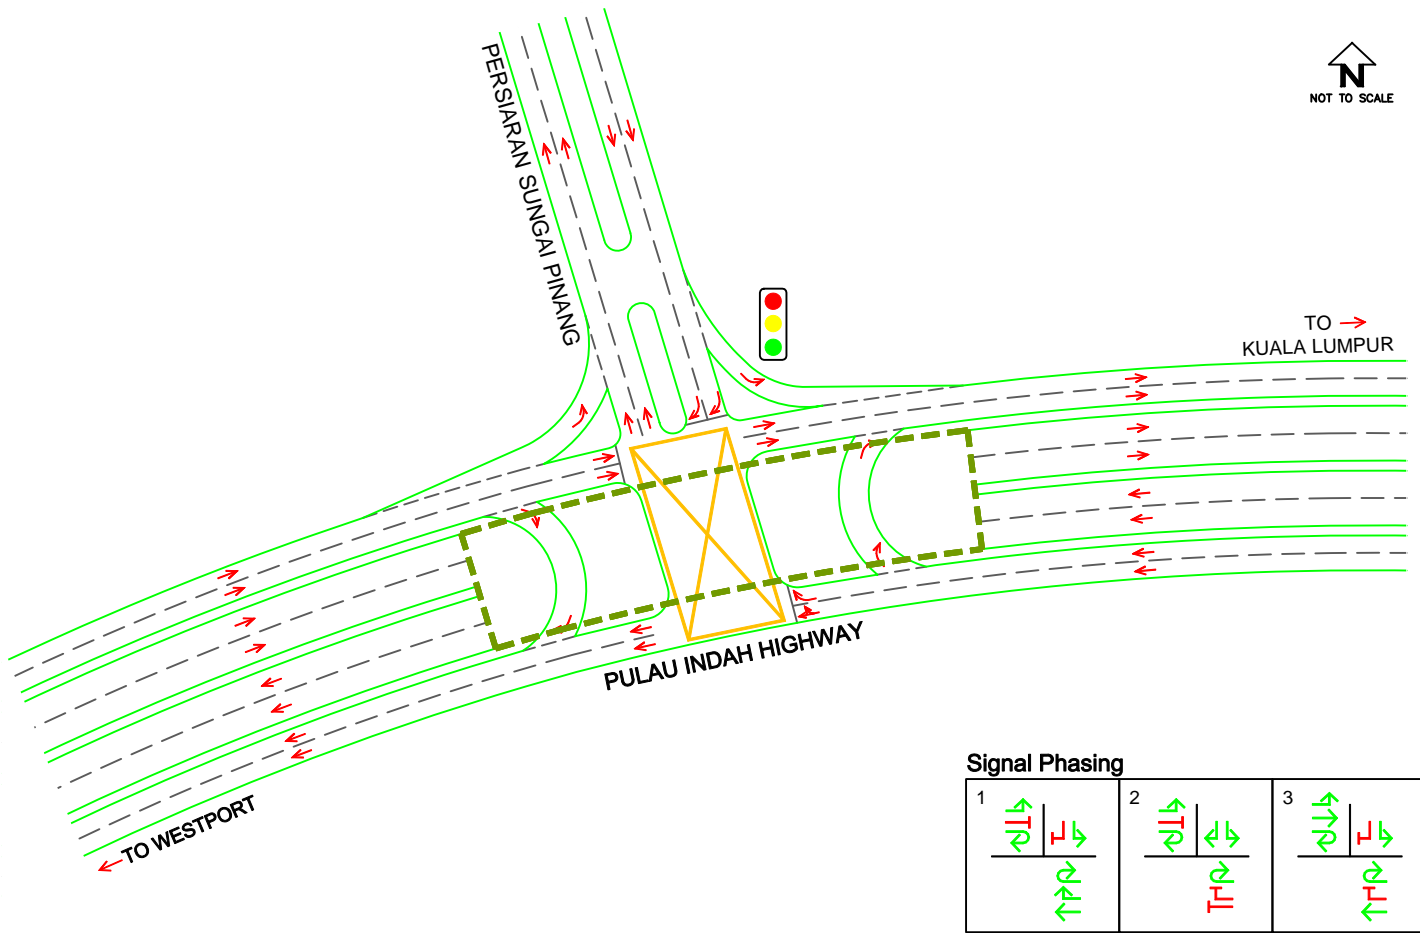 PERSIARAN SUNGAI PINANG
N
NOT TO SCALE
TO
KUALA LUMPUR
PULAU INDAH HIGHWAY
TO WESTPORT
Signal Phasing
1
2
3